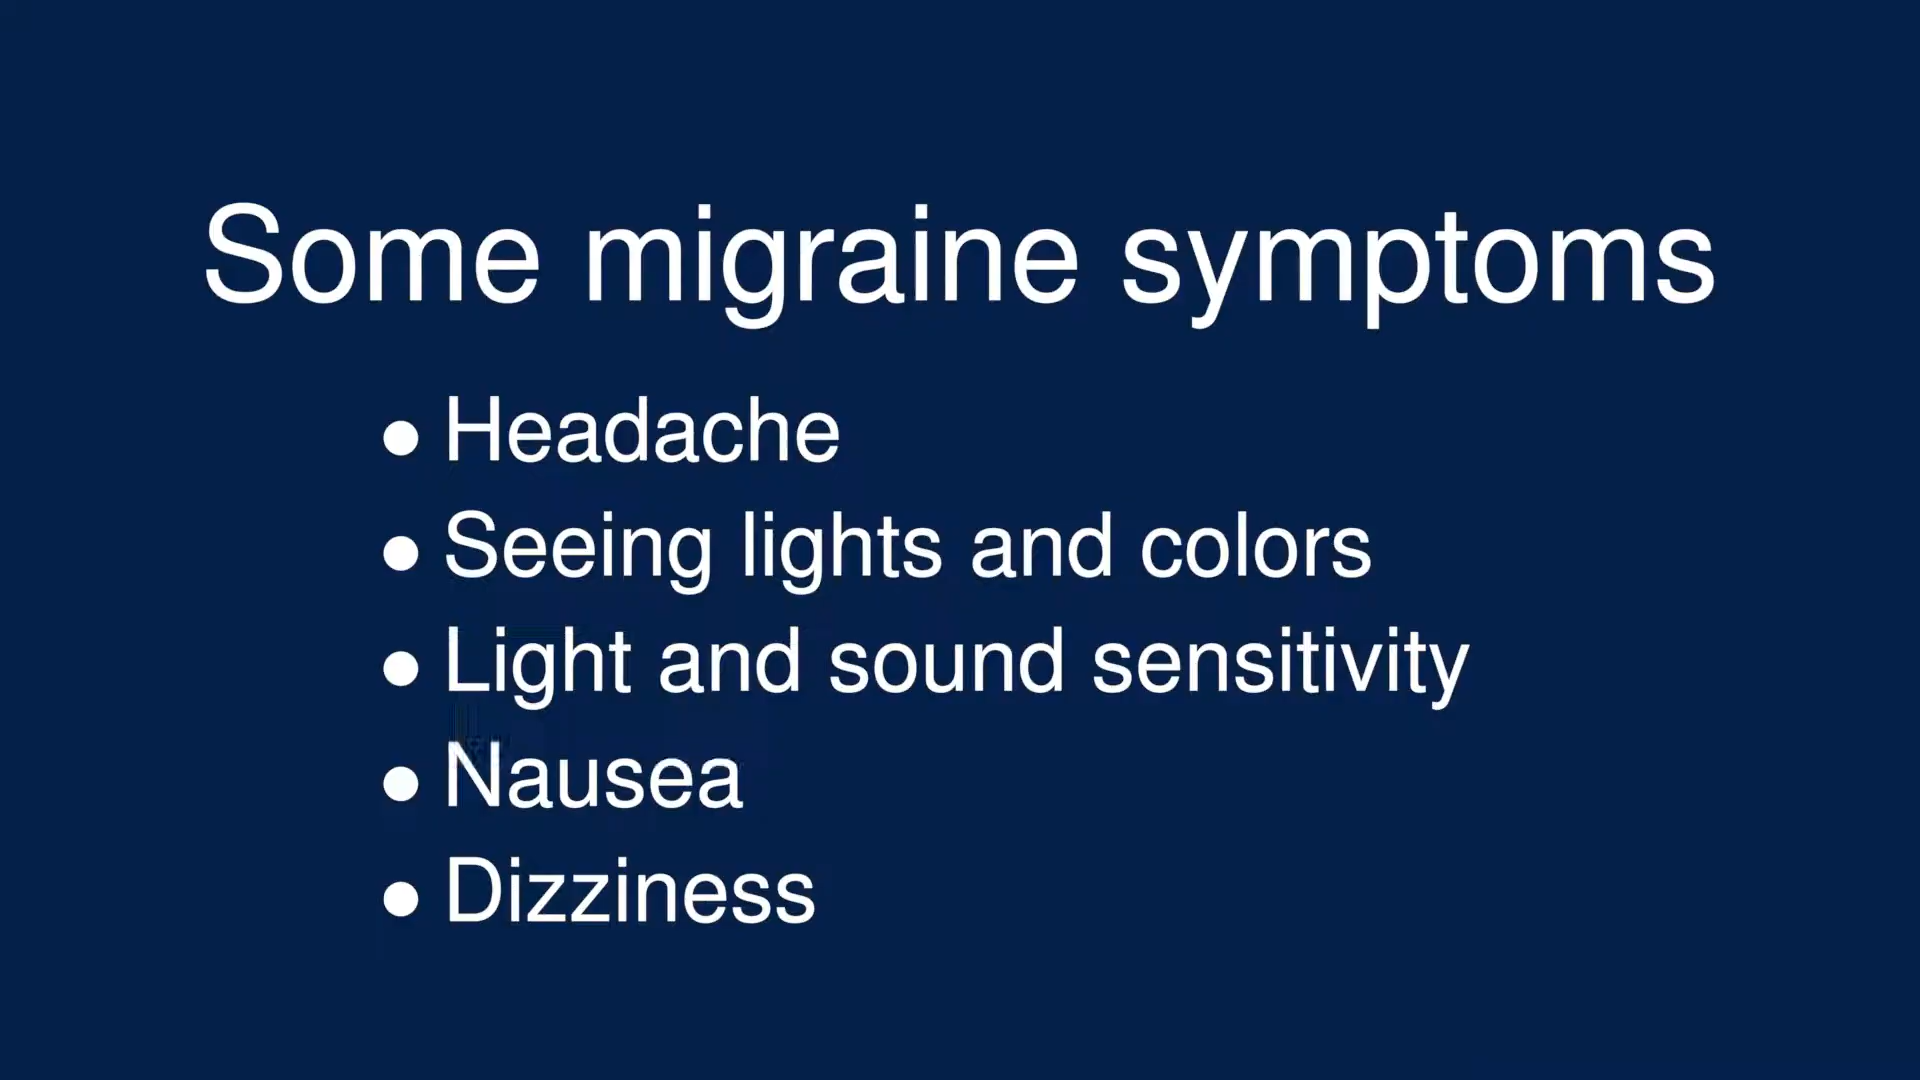 Some migraine symptoms
• Headache
• Seeing lights and colors
• Light and sound sensitivity
• Nausea
• Dizziness